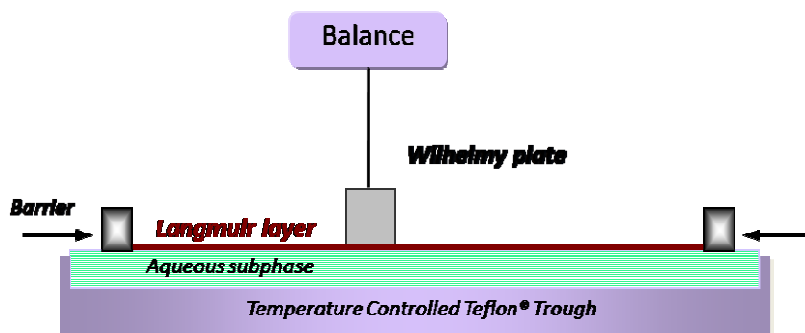 Balance
Wilhelmy plate
Barrier
Langmuir layer
Aqueous subphase
Temperature Controlled Teflon® Trough